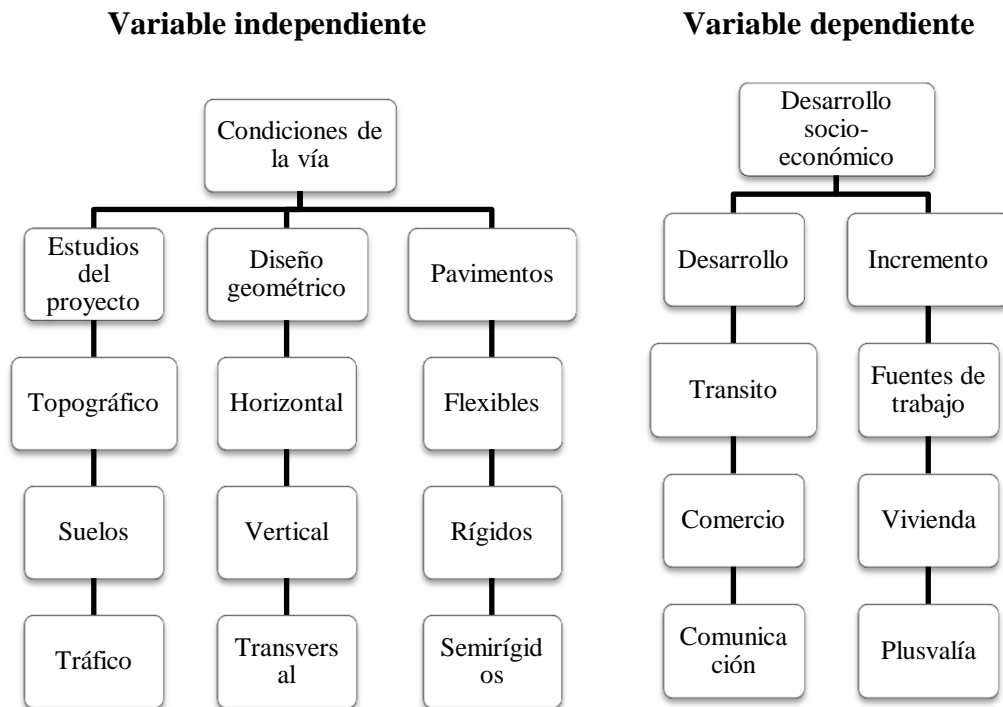 Variable independiente
Variable dependiente
Condiciones de
la vía
Estudios
del
proyecto
Diseño
geométrico
Pavimentos
Topográfico
Horizontal
Flexibles
Suelos
Vertical
Rígidos
Tráfico
Transvers
al
Semirígid
os
Desarrollo
socio-
económico
Desarrollo
Incremento
Transito
Fuentes de
trabajo
Comercio
Vivienda
Comunica
ción
Plusvalía